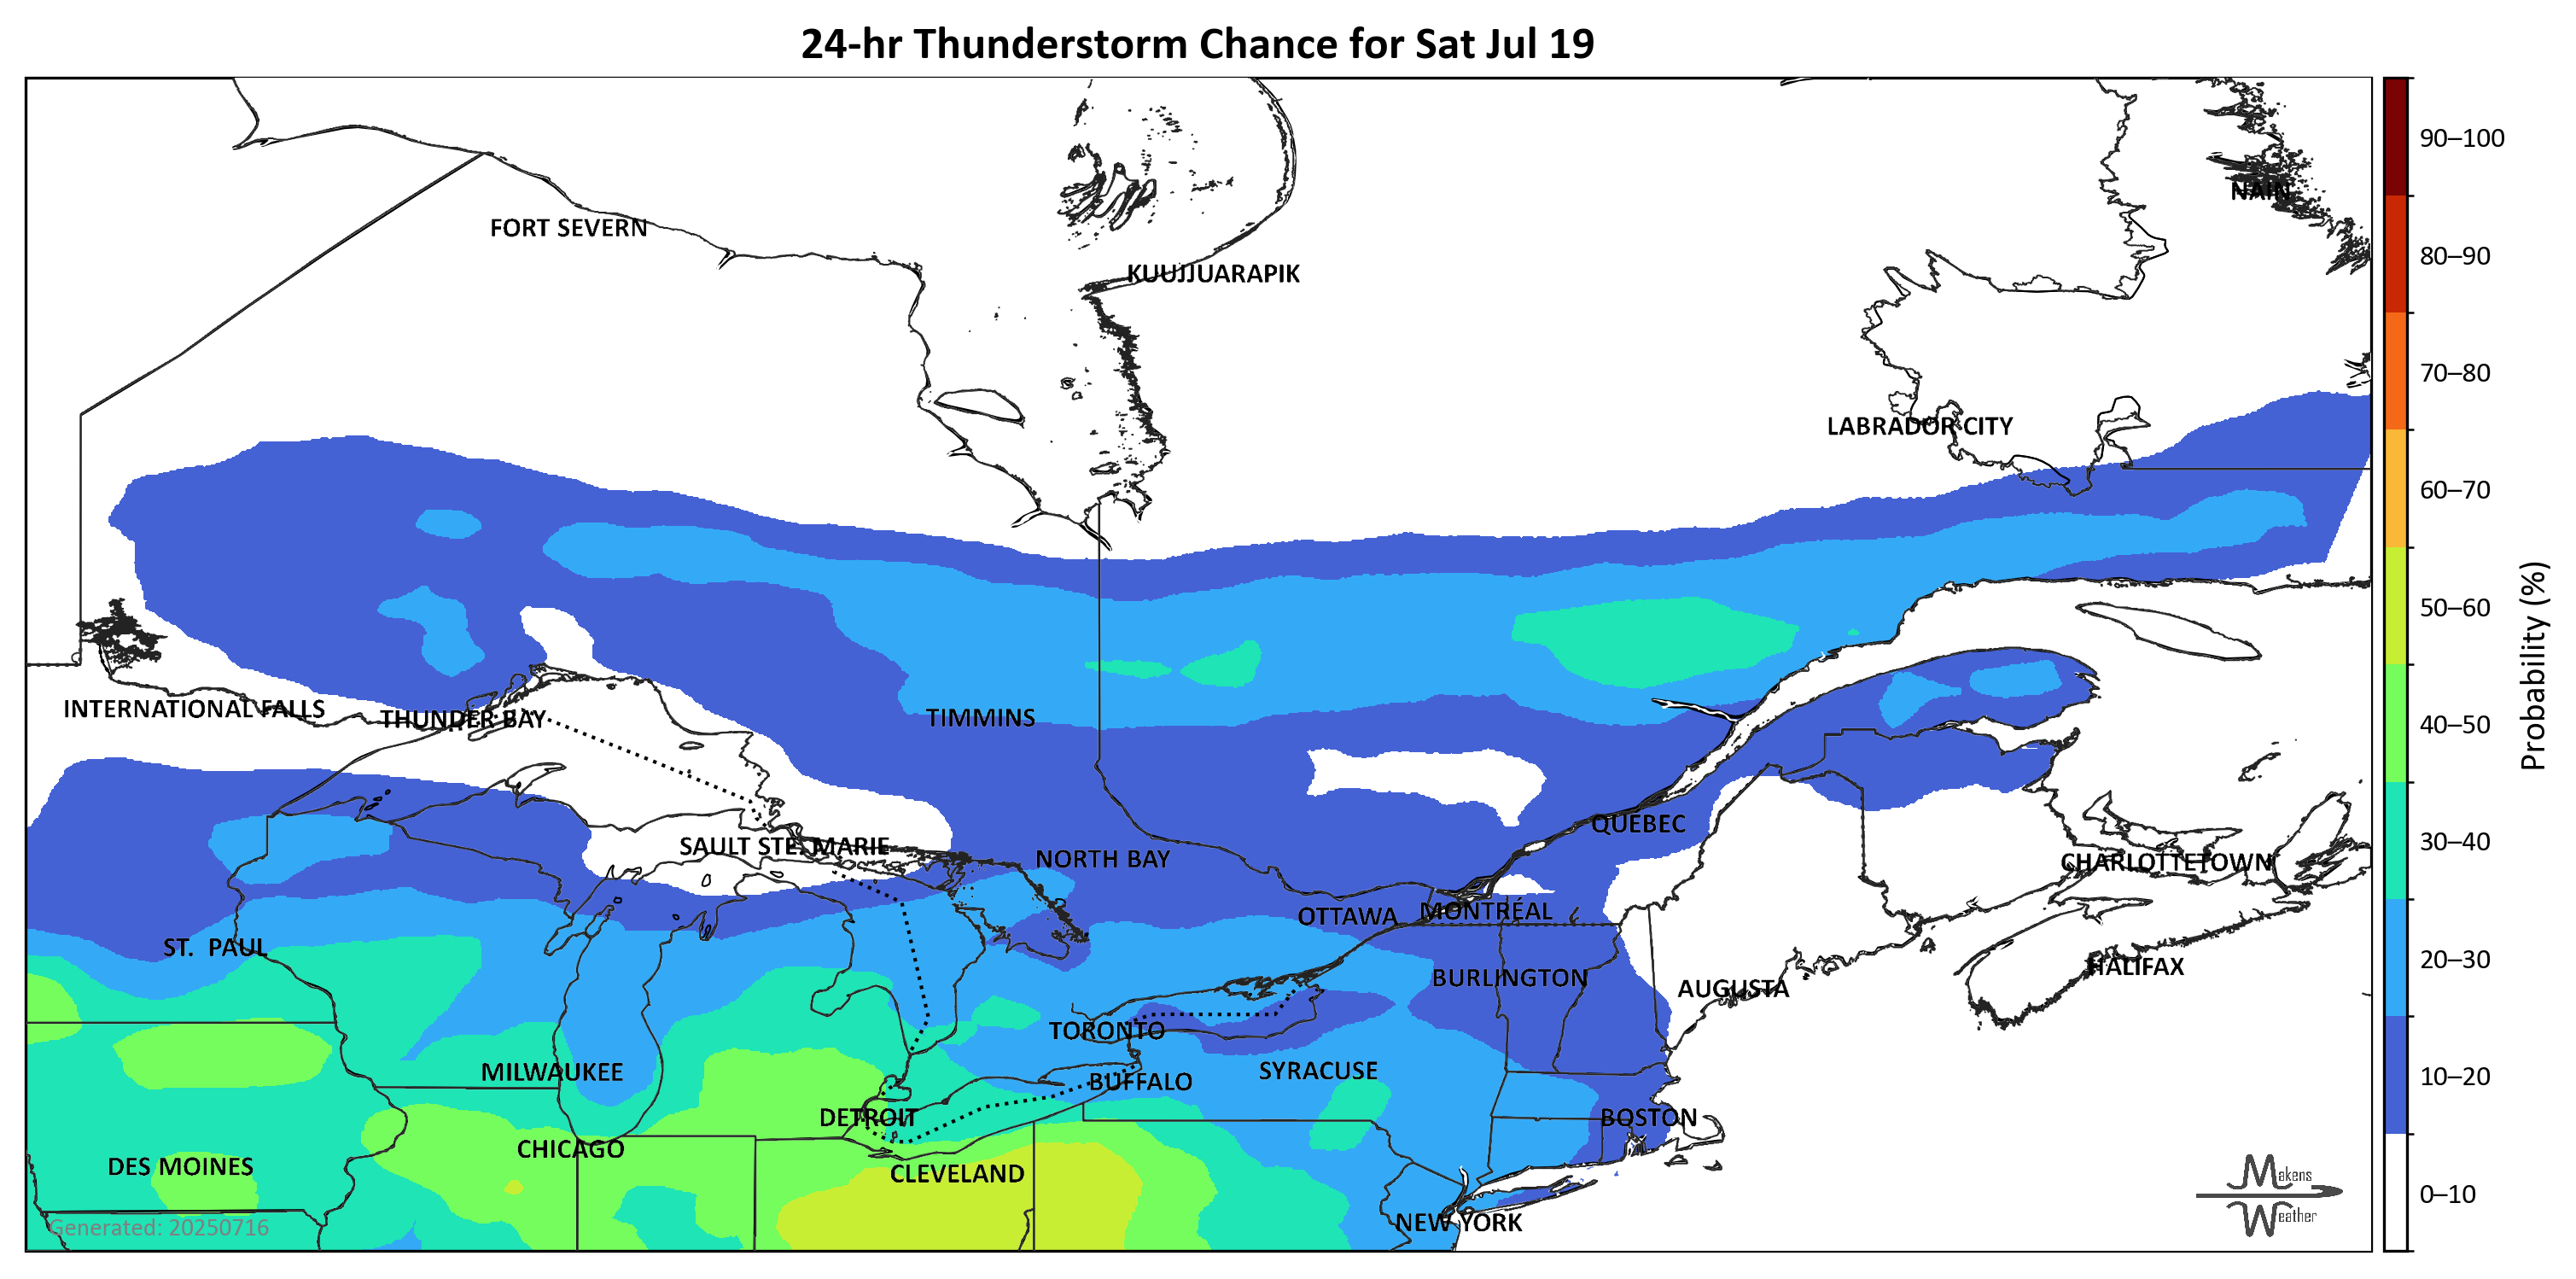 24-hr Thunderstorm Chance for Sat Jul 19
90–100
NAIN
FORT SEVERN
80–90
KUUJJUARAPIK
70–80
LABRADOR CITY
60–70
50–60
Probability (%)
INTERNATIONAL FALLS
THUNDER BAY
TIMMINS
40–50
QUEBEC
SAULT STE. MARIE
NORTH BAY
CHARLOTTETOWN
30–40
OTTAWA
MONTRÉAL
ST. PAUL
BURLINGTON
AUGUSTA
HALIFAX
20–30
TORONTO
MILWAUKEE
BUFFALO
SYRACUSE
10–20
DETROIT
BOSTON
CHICAGO
DES MOINES
CLEVELAND
Makens
Weather
0–10
NEW YORK
Generated: 20250716